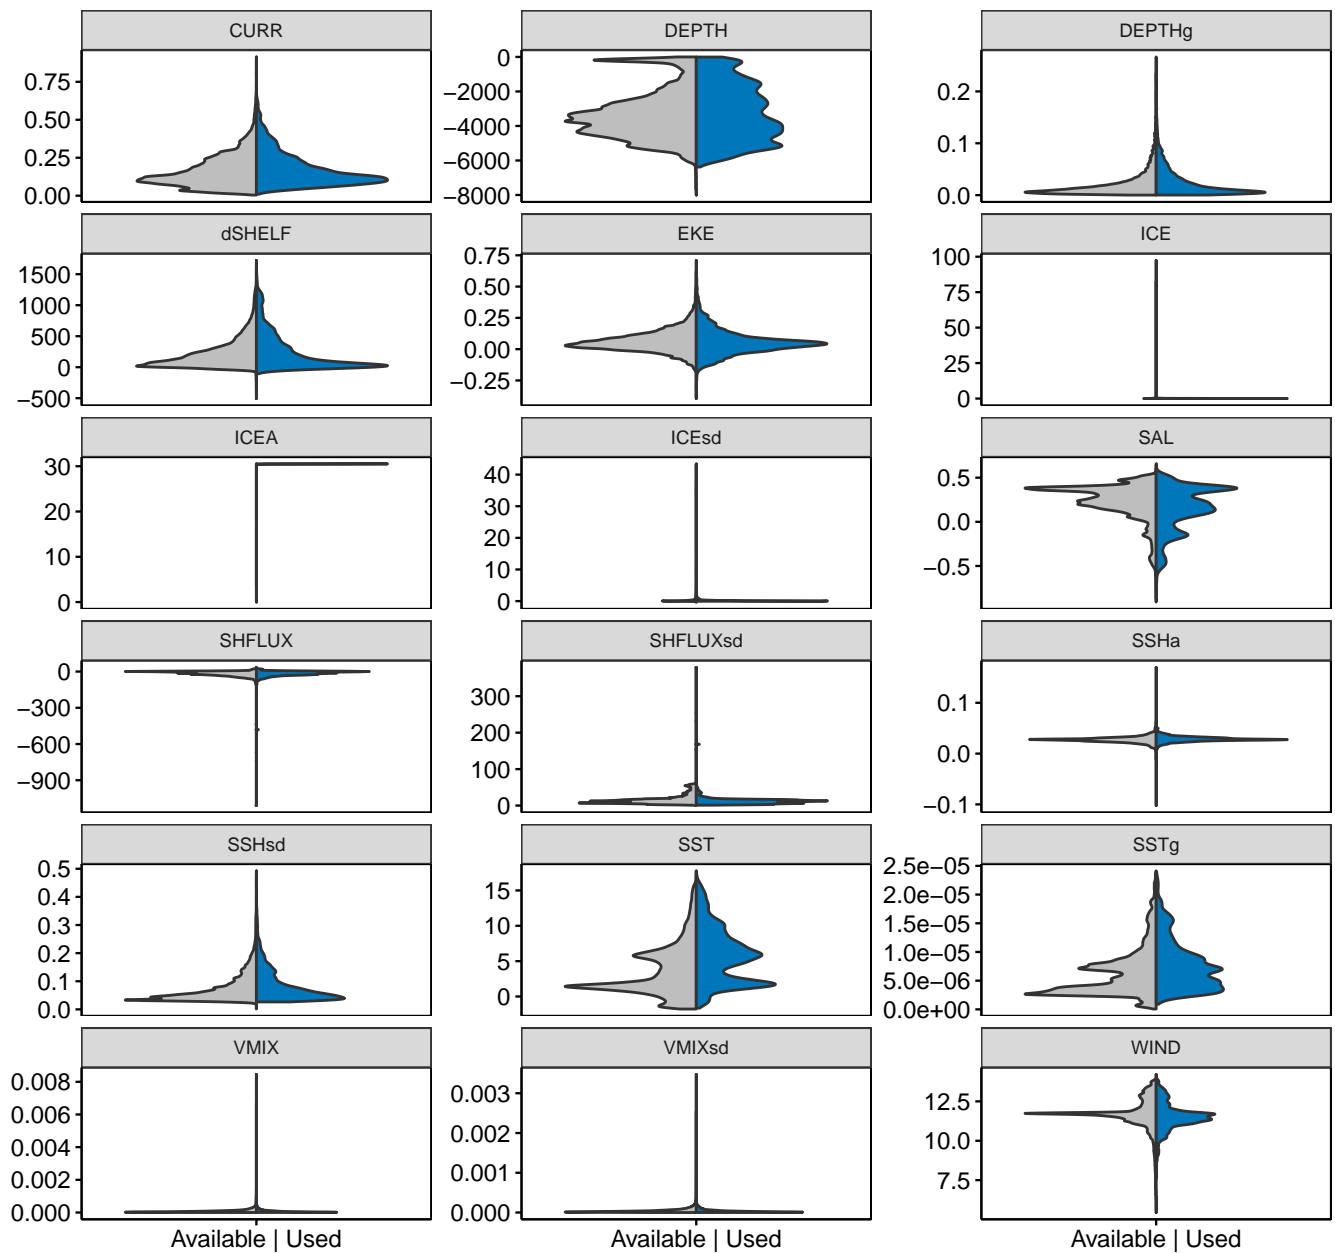 CURR
DEPTH
DEPTHg
0.75
0.50
0.25
0.00
0
−2000
−4000
−6000
−8000
0.2
0.1
0.0
dSHELF
EKE
ICE
1500
1000
500
0
−500
0.75
0.50
0.25
0.00
−0.25
100
75
50
25
0
ICEA
ICEsd
SAL
30
20
10
0
40
30
20
10
0
0.5
0.0
−0.5
SHFLUX
SHFLUXsd
SSHa
0
−300
−600
−900
300
200
100
0
0.1
0.0
−0.1
SSHsd
SST
SSTg
0.5
0.4
0.3
0.2
0.1
0.0
15
10
5
0
2.5e−05
2.0e−05
1.5e−05
1.0e−05
5.0e−06
0.0e+00
VMIX
VMIXsd
WIND
0.008
0.006
0.004
0.002
0.000
0.003
0.002
0.001
0.000
12.5
10.0
7.5
Available | Used
Available | Used
Available | Used